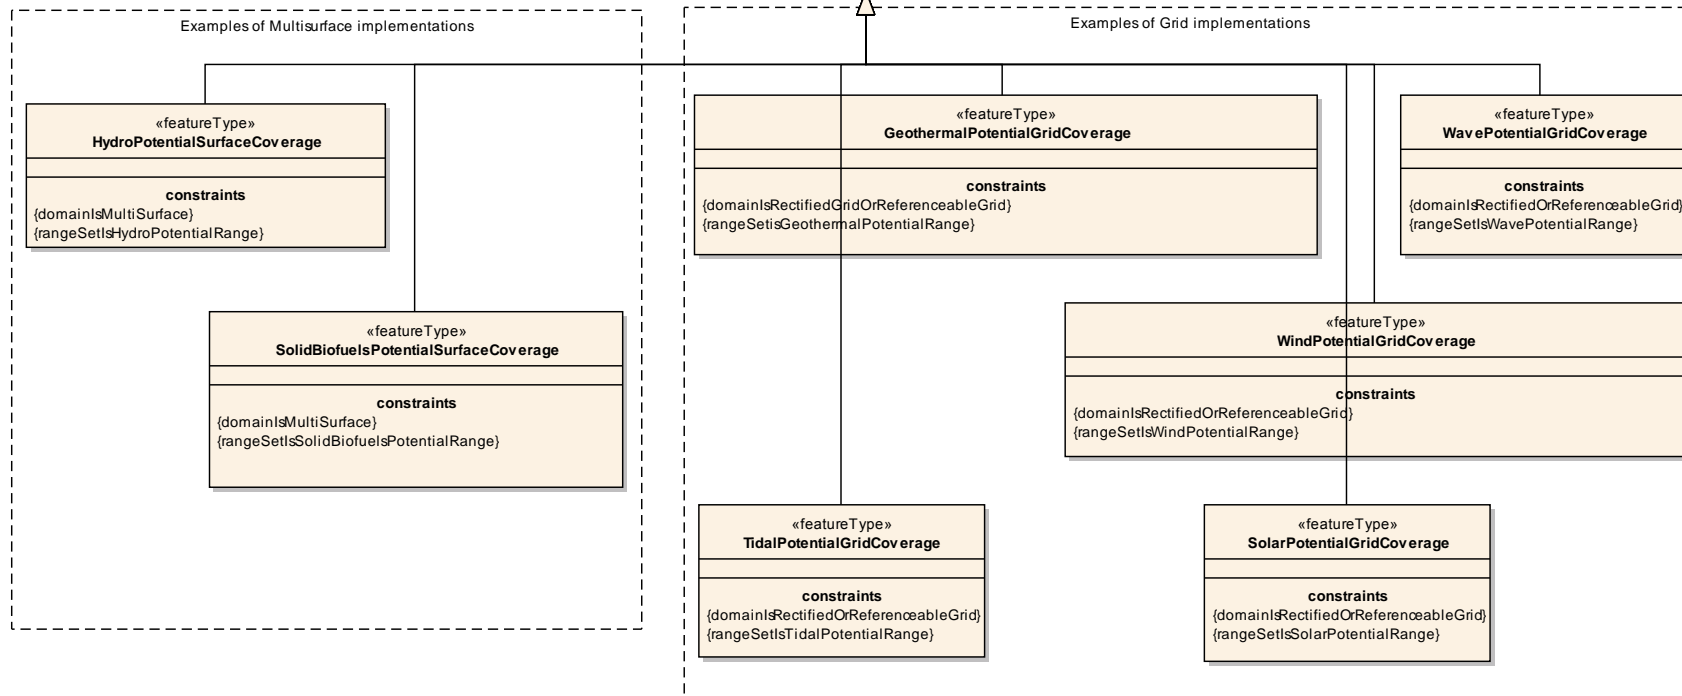 Examples of Multisurface implementations
Examples of Grid implementations
«featureType»
HydroPotentialSurfaceCoverage
constraints
{domainIsMultiSurface}
{rangeSetIsHydroPotentialRange}
«featureType»
SolidBiofuelsPotentialSurfaceCoverage
constraints
{domainIsMultiSurface}
{rangeSetIsSolidBiofuelsPotentialRange}
«featureType»
GeothermalPotentialGridCoverage
constraints
{domainIsRectifiedGridOrReferenceableGrid}
{rangeSetisGeothermalPotentialRange}
«featureType»
WavePotentialGridCoverage
constraints
{domainIsRectifiedOrReferenceableGrid}
{rangeSetIsWavePotentialRange}
«featureType»
WindPotentialGridCoverage
constraints
{domainIsRectifiedOrReferenceableGrid}
{rangeSetIsWindPotentialRange}
«featureType»
TidalPotentialGridCoverage
constraints
{domainIsRectifiedOrReferenceableGrid}
{rangeSetIsTidalPotentialRange}
«featureType»
SolarPotentialGridCoverage
constraints
{domainIsRectifiedOrReferenceableGrid}
{rangeSetIsSolarPotentialRange}